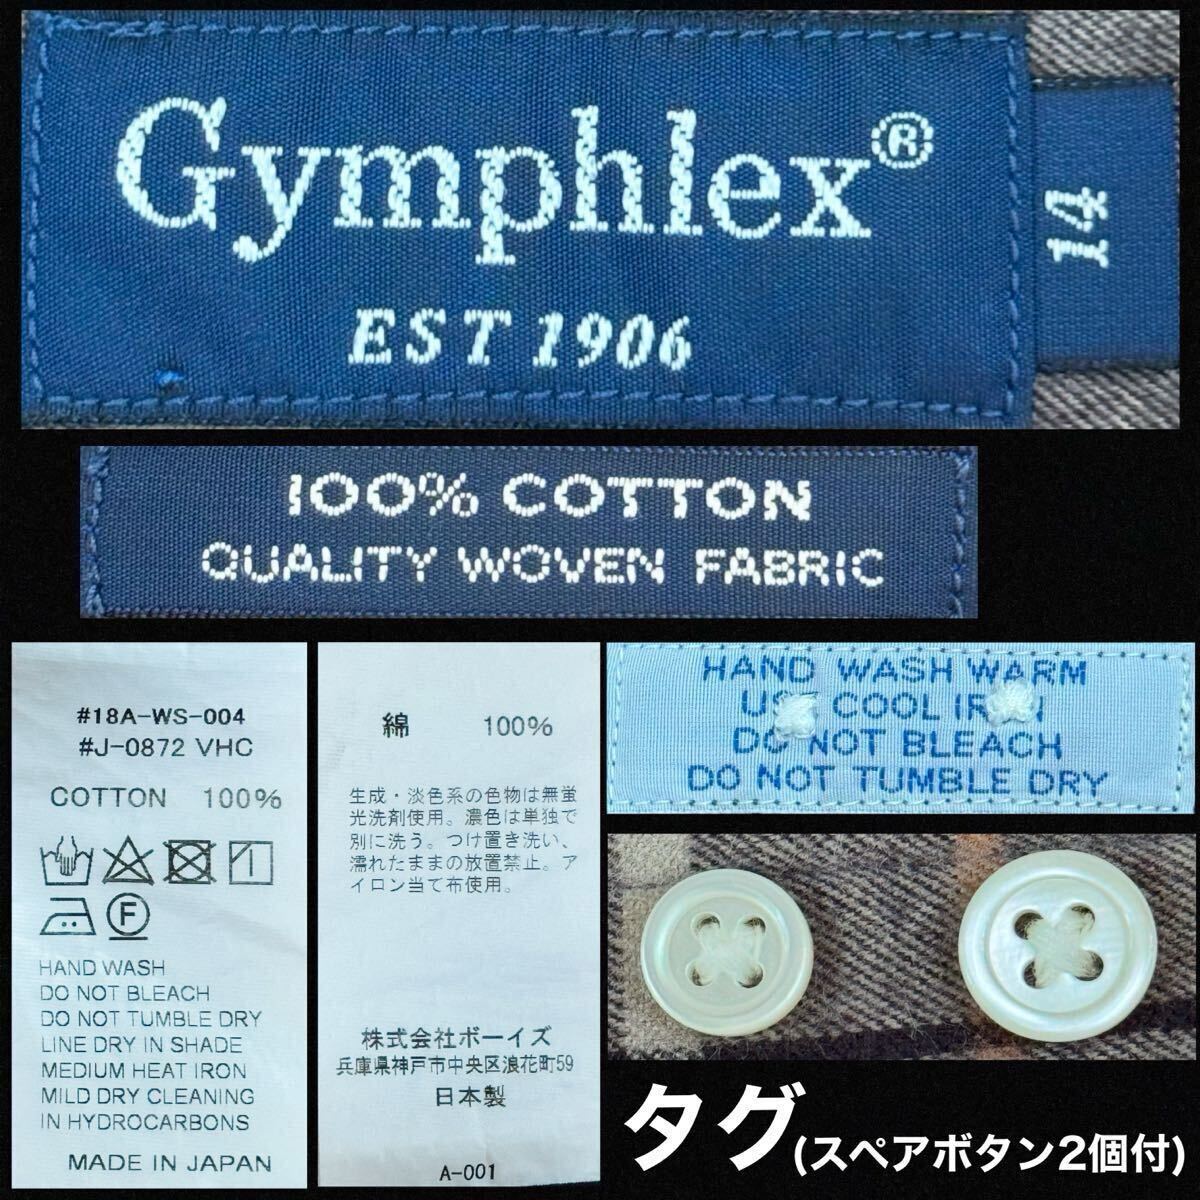 Gymphlex®
EST 1906
14
100% COTTON
QUALITY WOVEN FABRIC
#18A-WS-004
#J-0872 VHC
COTTON 100%
F
HAND WASH
DO NOT BLEACH
DO NOT TUMBLE DRY
LINE DRY IN SHADE
MEDIUM HEAT IRON
MILD DRY CLEANING
IN HYDROCARBONS
MADE IN JAPAN
綿 100%
生成・淡色系の色物は無蛍
光洗剤使用。濃色は単独で
別に洗う。つけ置き洗い、
濡れたままの放置禁止。ア
イロン当て布使用。
株式会社ボーイズ
兵庫県神戸市中央区浪花町59
日本製
A-001
HAND WASH WARM
COOL
DO NOT BLEACH
DO NOT TUMBLE DRY
タグ(スペアボタン2個付)